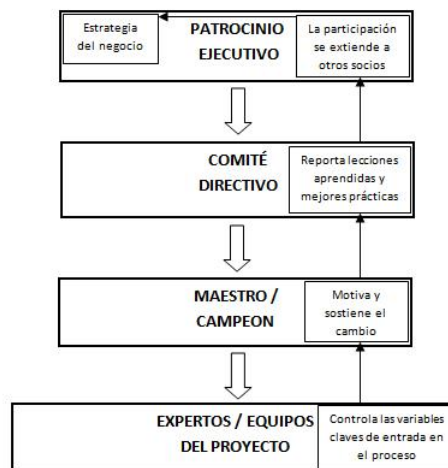 Estrategia
del negocio
PATROCINIO
EJECUTIVO
La participación
se extiende a
otros socios
COMITÉ
DIRECTIVO
Reporta lecciones
aprendidas y
mejores prácticas
MAESTRO /
CAMPEON
Motiva y
sostiene el
cambio
EXPERTOS / EQUIPOS
DEL PROYECTO
Controla las variables
claves de entrada en
el proceso